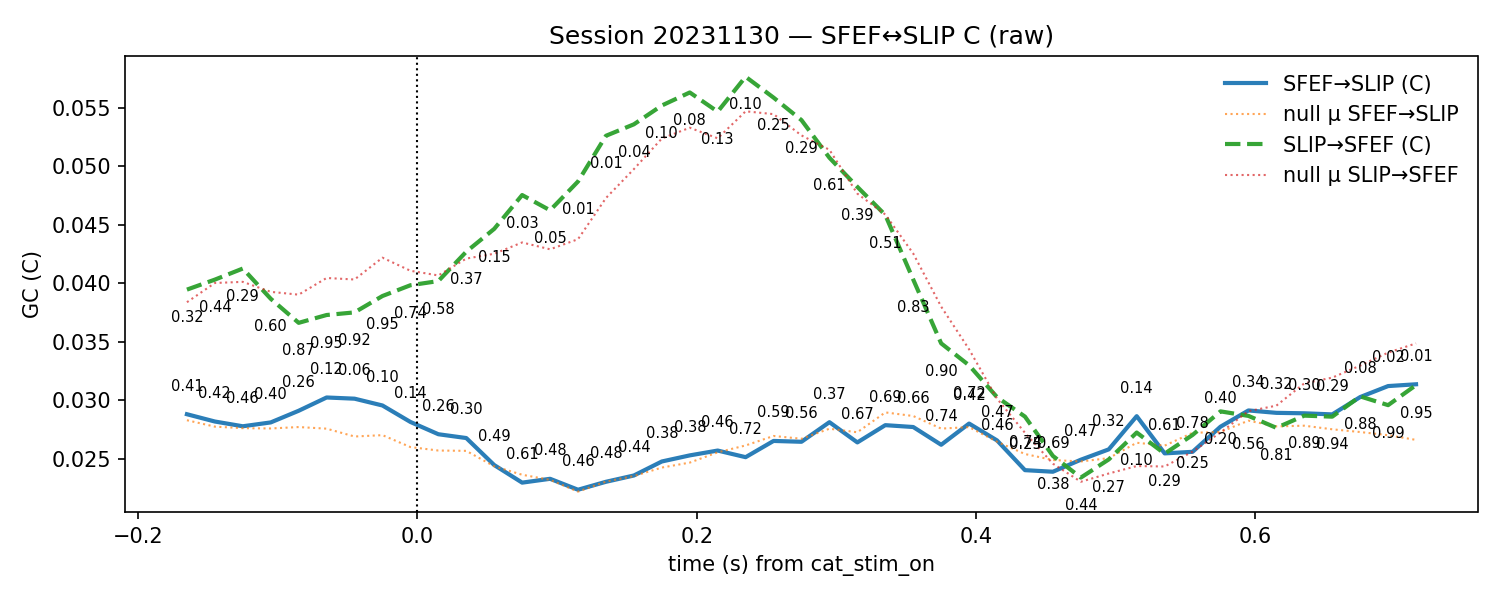 Session 20231130 — SFEF↔SLIP C (raw)
SFEF→SLIP (C)
null μ SFEF→SLIP
SLIP→SFEF (C)
null μ SLIP→SFEF
GC (C)
0.055
0.050
0.045
0.040
0.035
0.030
0.025
0.32 0.44 0.29 0.60 0.87 0.95 0.92 0.95 0.74 0.58 0.37 0.15 0.03 0.05 0.01 0.01 0.04 0.10 0.08 0.13 0.10 0.25 0.29 0.61 0.39 0.51 0.83 0.90 0.72 0.47
0.41 0.42 0.46 0.40 0.26 0.12 0.06 0.10 0.14 0.26 0.30 0.49 0.61 0.48 0.46 0.48 0.44 0.38 0.38 0.46 0.72 0.59 0.56 0.37 0.67 0.69 0.66 0.74 0.42 0.46
0.69 0.47 0.32 0.14 0.61 0.78 0.40 0.34 0.32 0.30 0.29 0.08 0.02 0.01
0.38 0.44 0.27 0.10 0.29 0.25 0.20 0.56 0.81 0.89 0.94 0.88 0.99 0.95
−0.2
0.0
0.2
0.4
0.6
time (s) from cat_stim_on